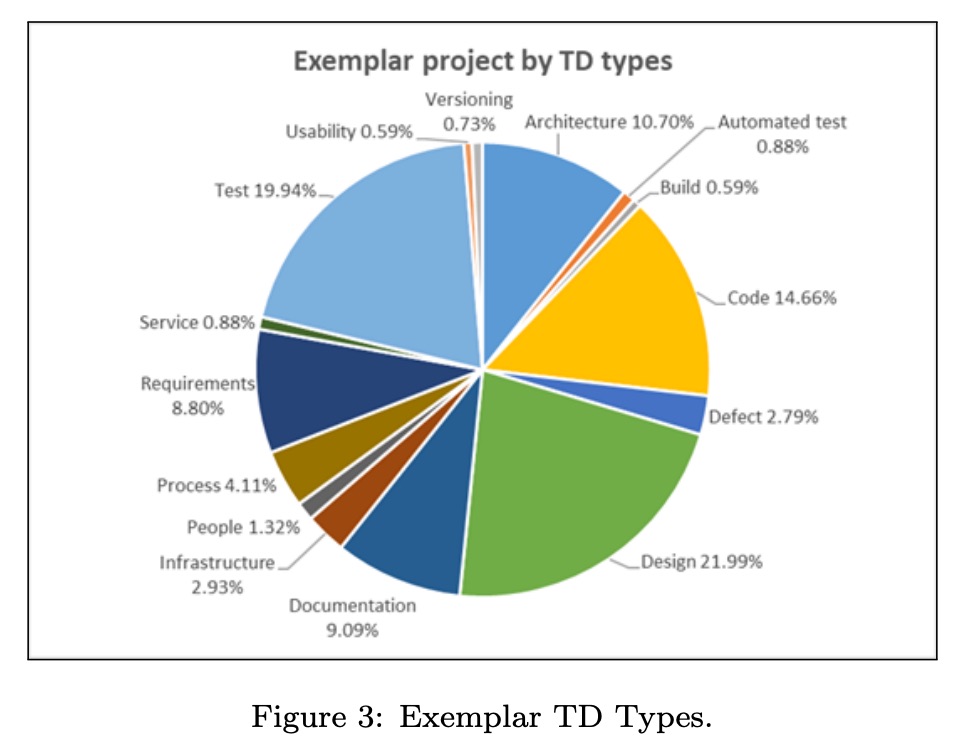 Exemplar project by TD types
Versioning
0.73%
Architecture 10.70%
Automated test
0.88%
Usability 0.59%
Build 0.59%
Test 19.94%
Code 14.66%
Service 0.88%
Requirements
8.80%
Defect 2.79%
Process 4.11%
People 1.32%
Infrastructure
2.93%
Design 21.99%
Documentation
9.09%
Figure 3: Exemplar TD Types.